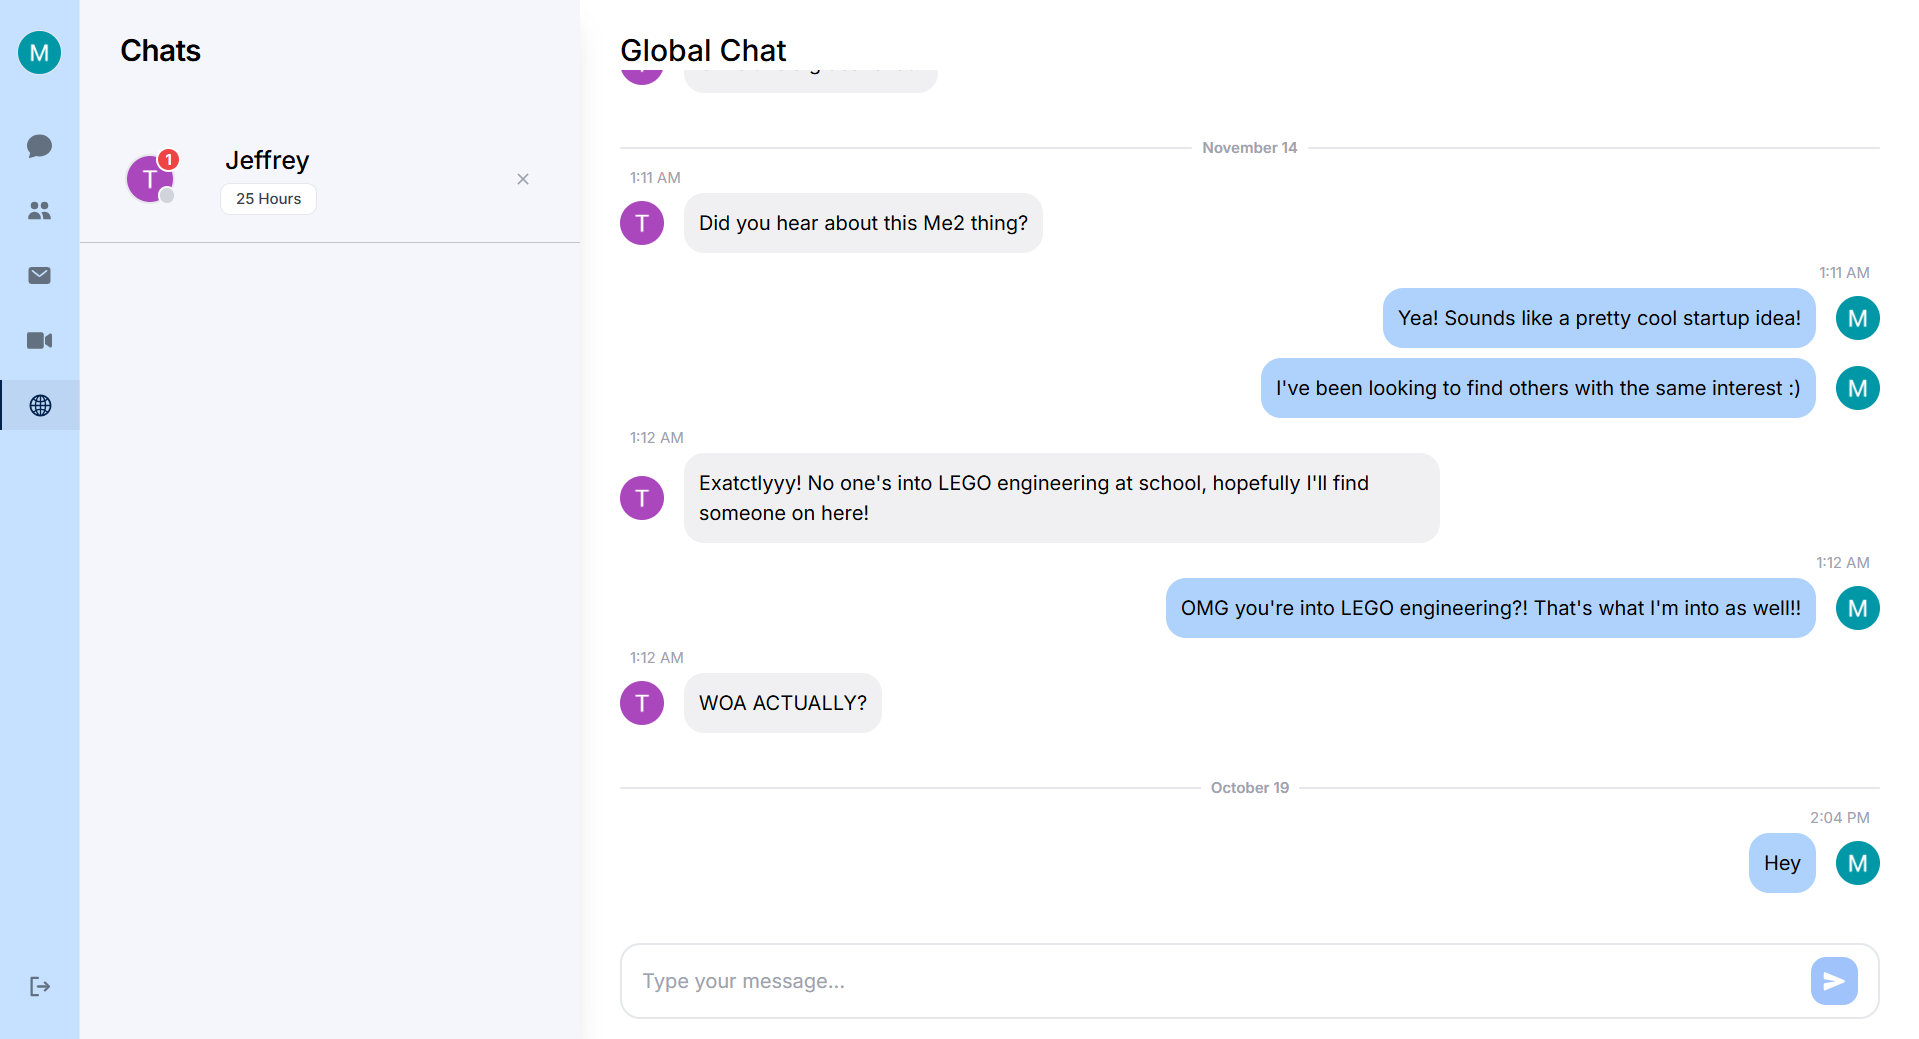 M
Chats
T
1
Jeffrey
25 Hours
Global Chat
November 14
1:11 AM
T
Did you hear about this Me2 thing?
1:11 AM
Yea! Sounds like a pretty cool startup idea!
M
I've been looking to find others with the same interest :)
M
1:12 AM
T
Exatctlyyy! No one's into LEGO engineering at school, hopefully I'll find
someone on here!
1:12 AM
OMG you're into LEGO engineering?! That's what I'm into as well!!
M
1:12 AM
T
WOA ACTUALLY?
October 19
2:04 PM
Hey
M
Type your message...